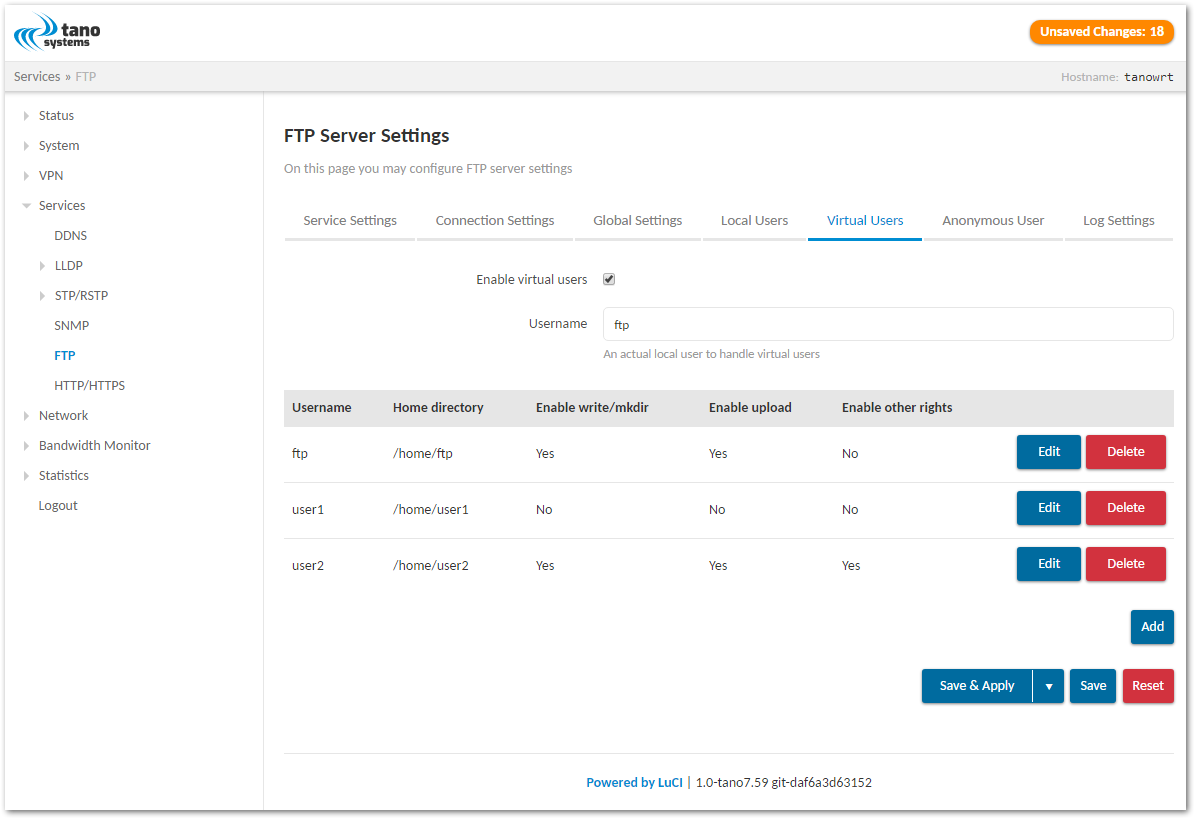 tano
systems
Unsaved Changes: 18
Services » FTP
Hostname: tanowrt
Status
System
VPN
Services
DDNS
LLDP
STP/RSTP
SNMP
FTP
HTTP/HTTPS
Network
Bandwidth Monitor
Statistics
Logout
FTP Server Settings
On this page you may configure FTP server settings
Service Settings Connection Settings Global Settings Local Users Virtual Users Anonymous User Log Settings
Enable virtual users
Username ftp
An actual local user to handle virtual users
Username Home directory Enable write/mkdir Enable upload Enable other rights
ftp /home/ftp Yes Yes No Edit Delete
user1 /home/user1 No No No Edit Delete
user2 /home/user2 Yes Yes Yes Edit Delete
Add
Save & Apply ▼ Save Reset
Powered by LuCI | 1.0-tano7.59 git-daf6a3d63152